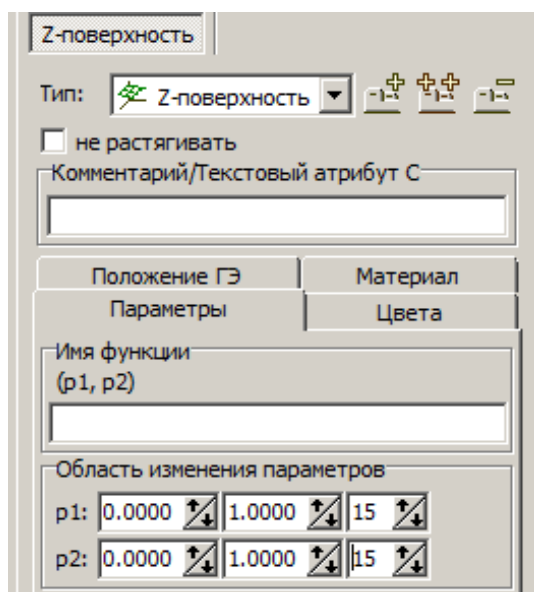 Z-поверхность
Тип: Z-поверхность
не растягивать
Комментарий/Текстовый атрибут C
Положение ГЭ Материал
Параметры Цвета
Имя функции
(p1, p2)
Область изменения параметров
p1: 0.0000 1.0000 15
p2: 0.0000 1.0000 15